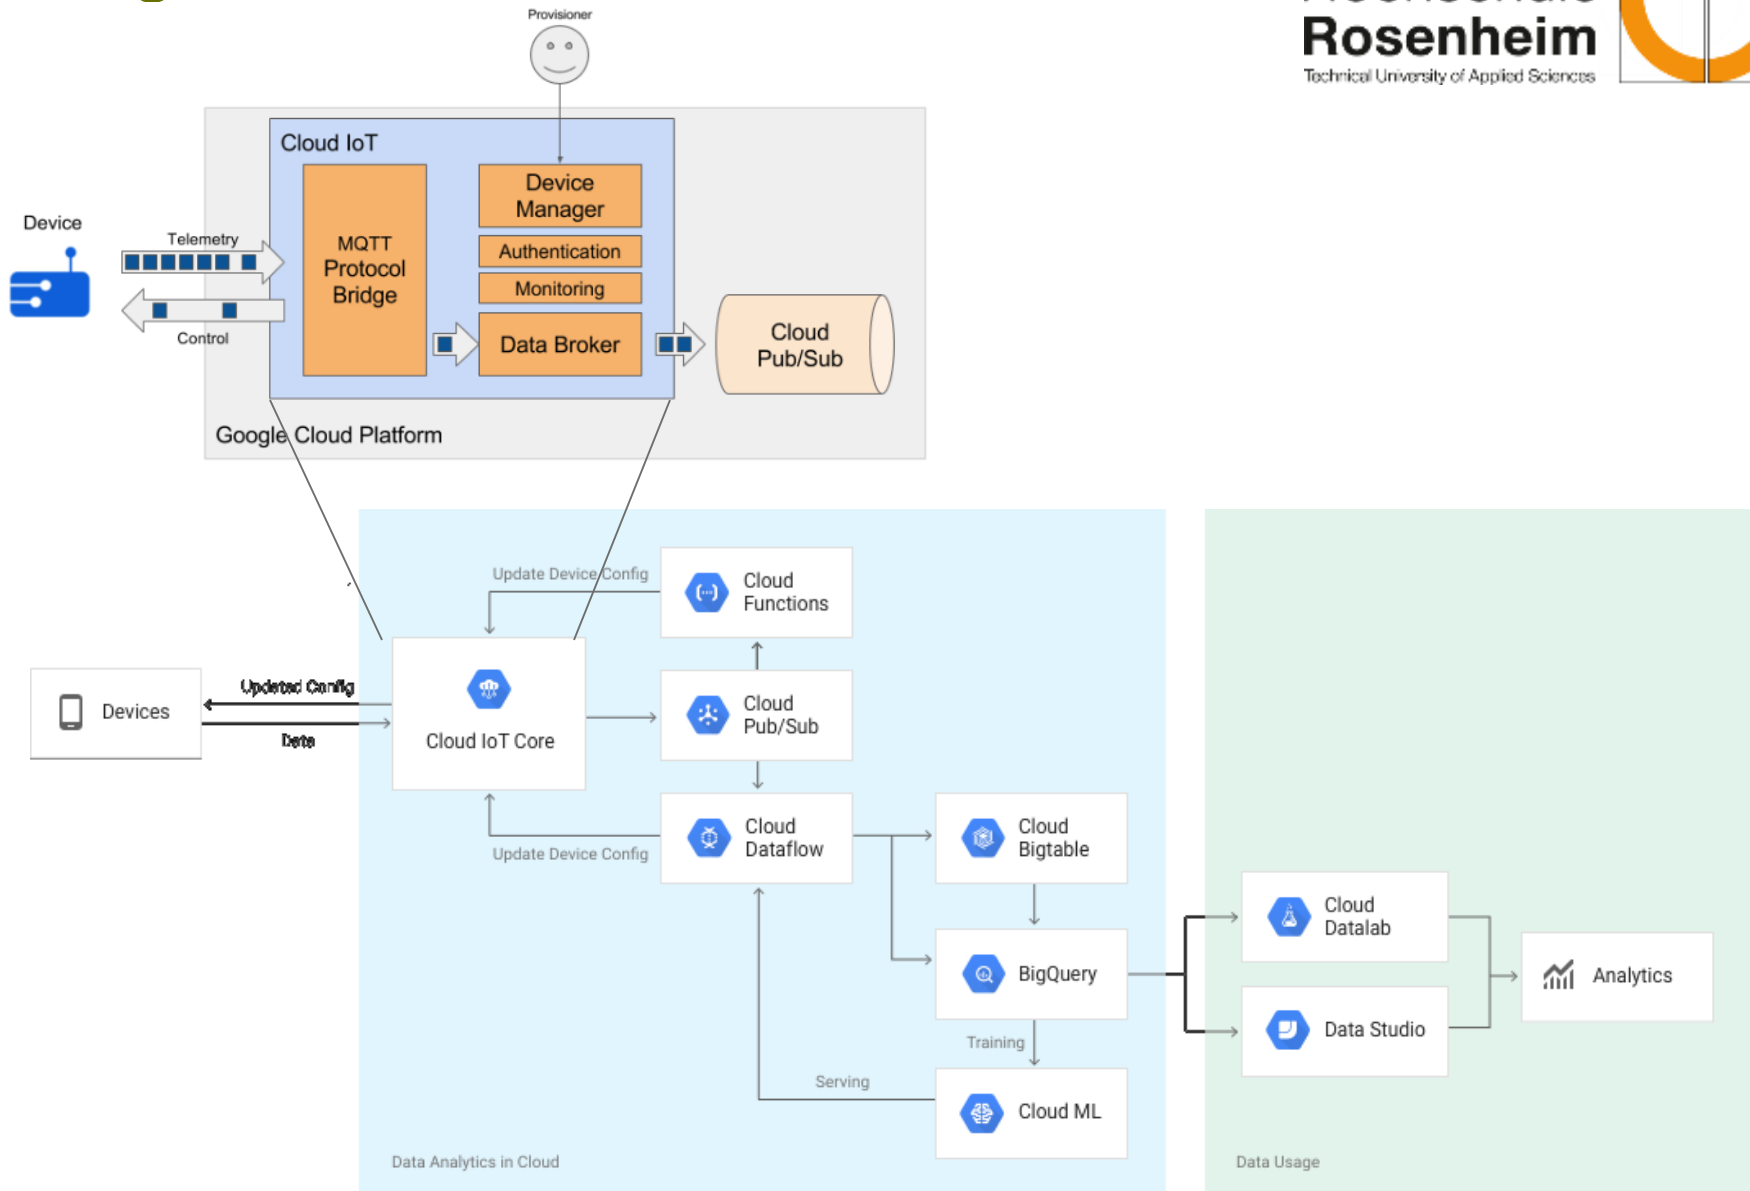 Provisioner
Rosenheim
Technical University of Applied Sciences
Cloud IoT
Device
Manager
Device
Telemetry
MQTT
Protocol
Bridge
Authentication
Monitoring
Control
Data Broker
Cloud
Pub/Sub
Google Cloud Platform
Update Device Config
Cloud
Functions
Devices
Updated Config
Data
Cloud IoT Core
Cloud
Pub/Sub
Update Device Config
Cloud
Dataflow
Cloud
Bigtable
BigQuery
Training
Serving
Cloud ML
Data Analytics in Cloud
Cloud
Datalab
Data Studio
Analytics
Data Usage